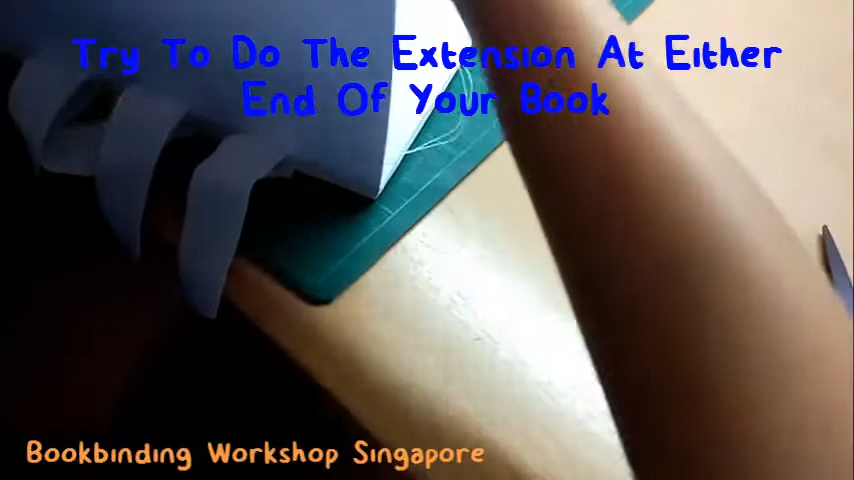 Try To Do The Extension At Either
End Of Your Book
Bookbinding Workshop Singapore